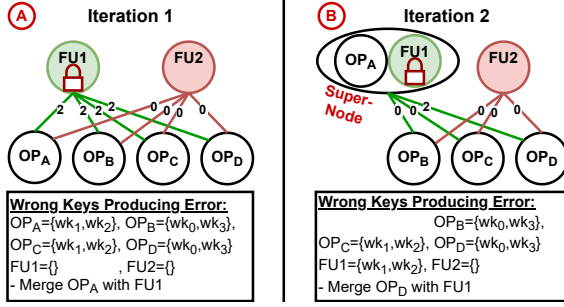 A Iteration 1
FU1 FU2
2 2 2 2 0 0 0 0
OPA OPB OPC OPD
Wrong Keys Producing Error:
OPA={wk1,wk2}, OPB={wk0,wk3},
OPC={wk1,wk2}, OPD={wk0,wk3}
FU1={} , FU2={}
- Merge OPA with FU1
B Iteration 2
OPA FU1 FU2
Super-
Node
0 0 2 0 0 0
OPB OPC OPD
Wrong Keys Producing Error:
OPB={wk0,wk3},
OPC={wk1,wk2}, OPD={wk0,wk3}
FU1={wk1,wk2}, FU2={}
- Merge OPD with FU1